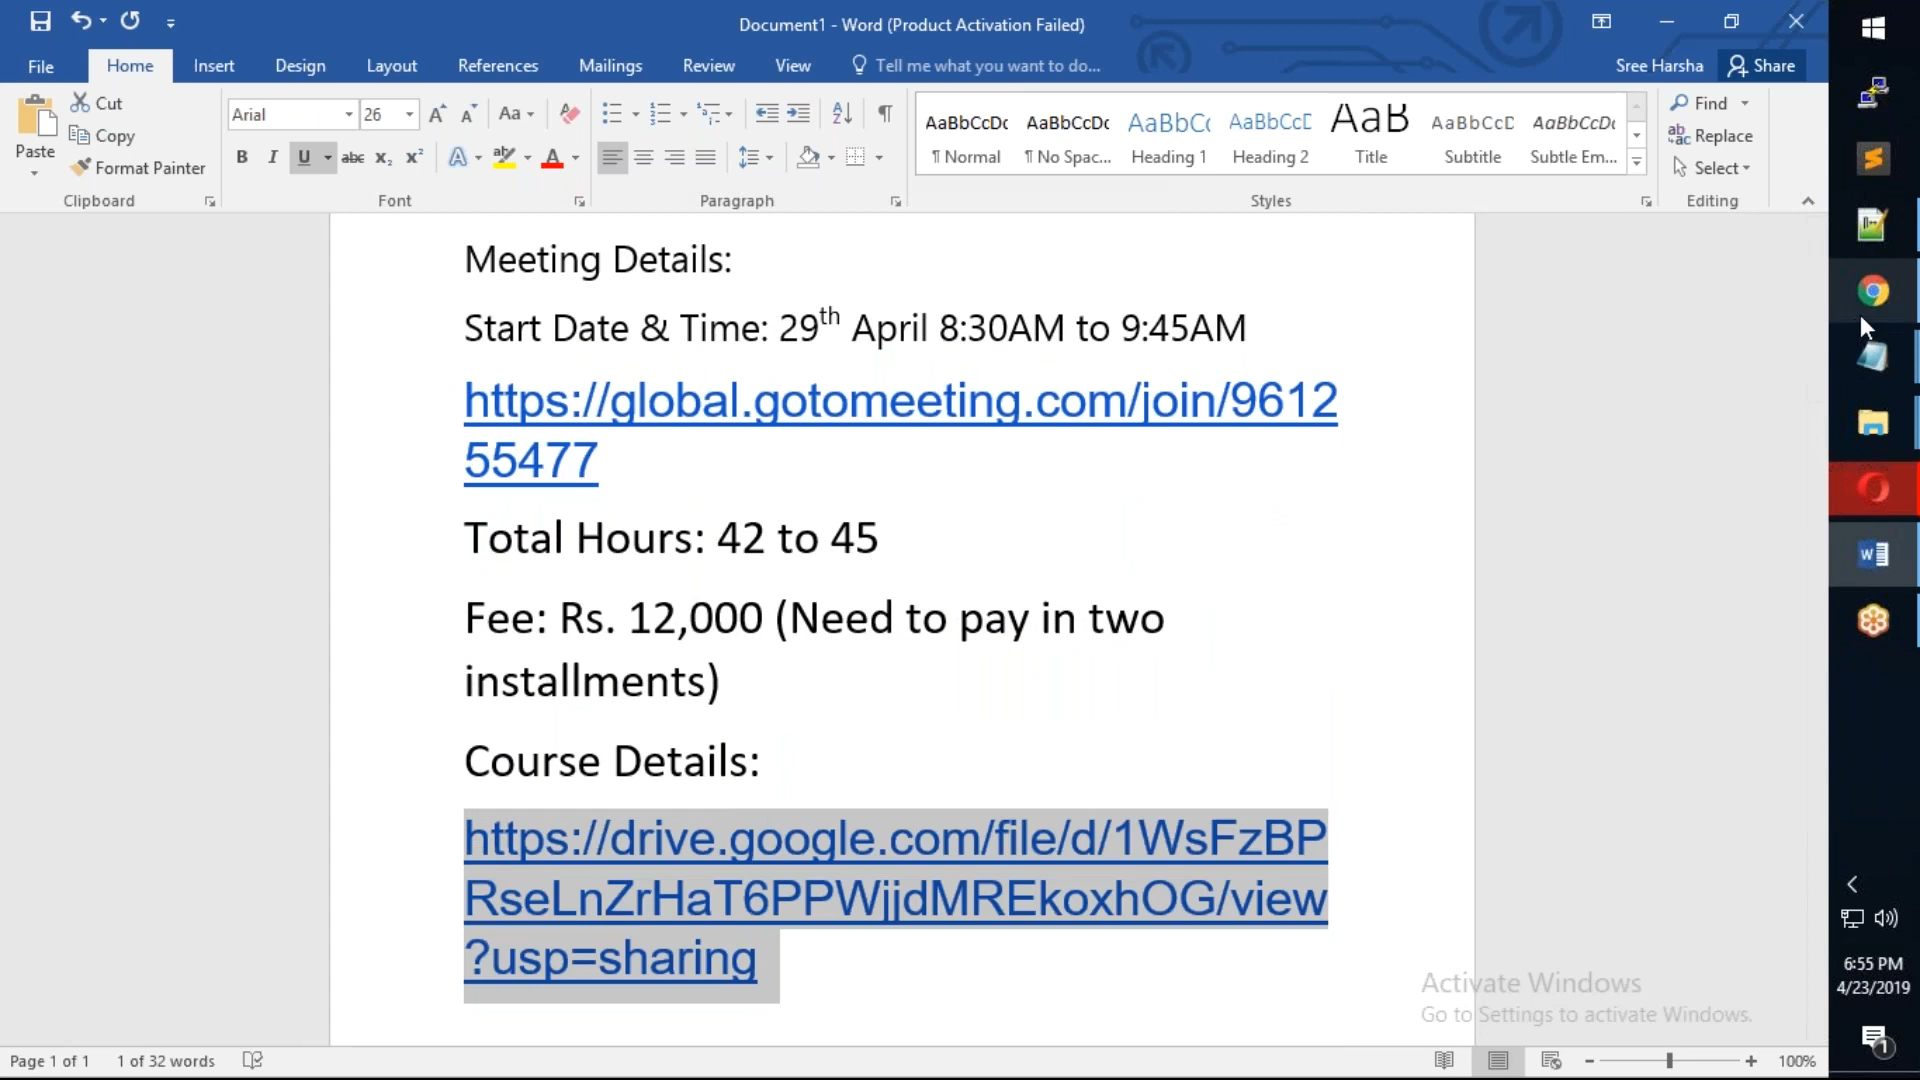 Document1 - Word (Product Activation Failed)
File Home Insert Design Layout References Mailings Review View Tell me what you want to do... Sree Harsha Share
Paste Cut
Copy
Format Painter
Clipboard
Arial 26
Font
Paragraph
AaBbCcDc AaBbCcDc AaBbC AaBbCcC AaB AaBbCcD AaBbCcDc
¶ Normal ¶ No Spac... Heading 1 Heading 2 Title Subtitle Subtle Em...
Styles
Find
Replace
Select
Editing
Meeting Details:
Start Date & Time: 29th April 8:30AM to 9:45AM
https://global.gotomeeting.com/join/9612
55477
Total Hours: 42 to 45
Fee: Rs. 12,000 (Need to pay in two
installments)
Course Details:
https://drive.google.com/file/d/1WsFzBP
RseLnZrHaT6PPWjjdMREkoxhOG/view
?usp=sharing
Activate Windows
Go to Settings to activate Windows.
Page 1 of 1 1 of 32 words 100%
6:55 PM
4/23/2019
1